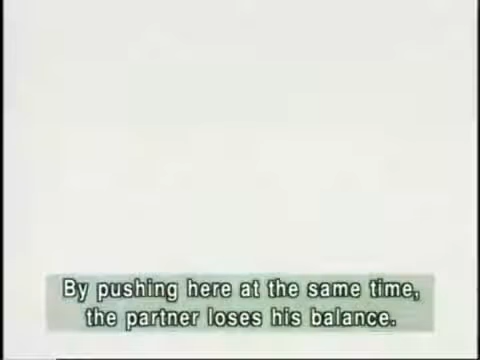 By pushing here at the same time,
the partner loses his balance.